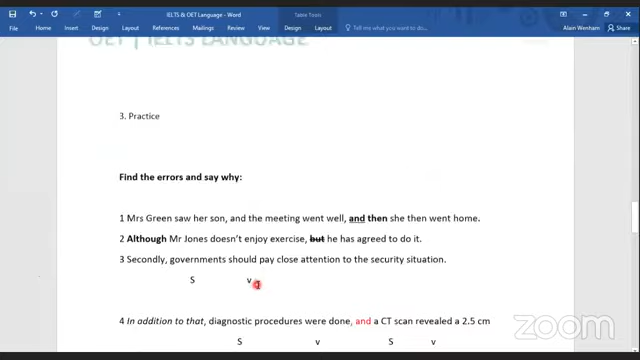 IELTS & OET Language - Word
Table Tools
File Home Insert Design Layout References Mailings Review View Design Layout Tell me what you want to do... Alain Wenham Share
OET | IELTS LANGUAGE
3. Practice
Find the errors and say why:
1 Mrs Green saw her son, and the meeting went well, and then she then went home.
2 Although Mr Jones doesn't enjoy exercise, but he has agreed to do it.
3 Secondly, governments should pay close attention to the security situation.
S v
4 In addition to that, diagnostic procedures were done, and a CT scan revealed a 2.5 cm
S v S v
zoom